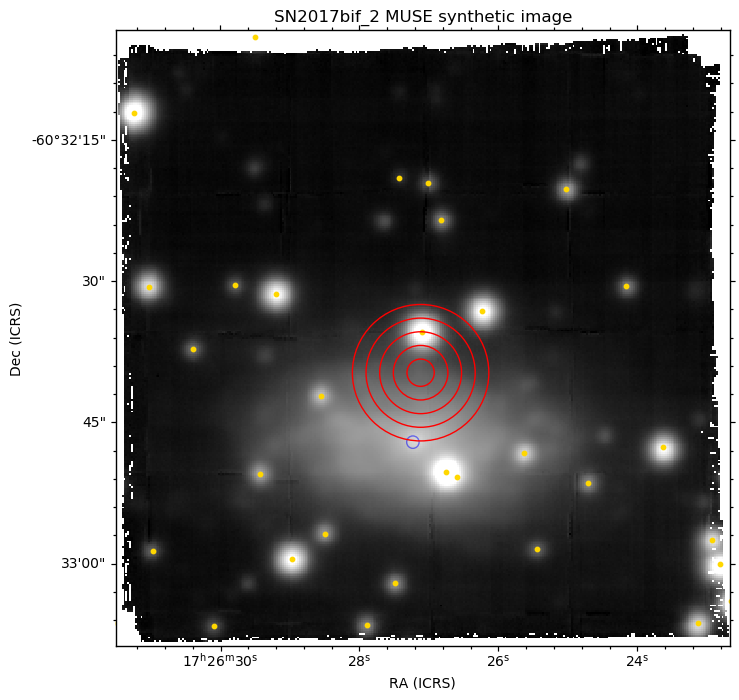 SN2017bif_2 MUSE synthetic image
-60°32'15"
30"
45"
33'00"
Dec (ICRS)
17ʰ26ᵐ30ˢ
28ˢ
26ˢ
24ˢ
RA (ICRS)